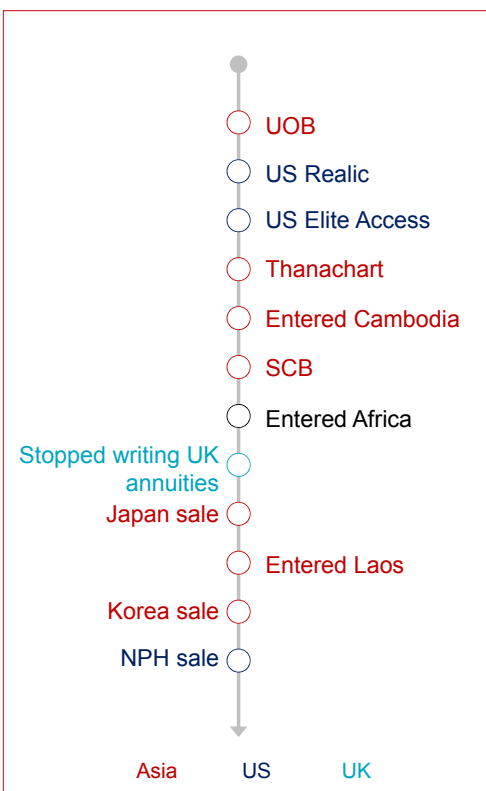 UOB
US Realic
US Elite Access
Thanachart
Entered Cambodia
SCB
Entered Africa
Stopped writing UK
annuities
Japan sale
Entered Laos
Korea sale
NPH sale
Asia US UK